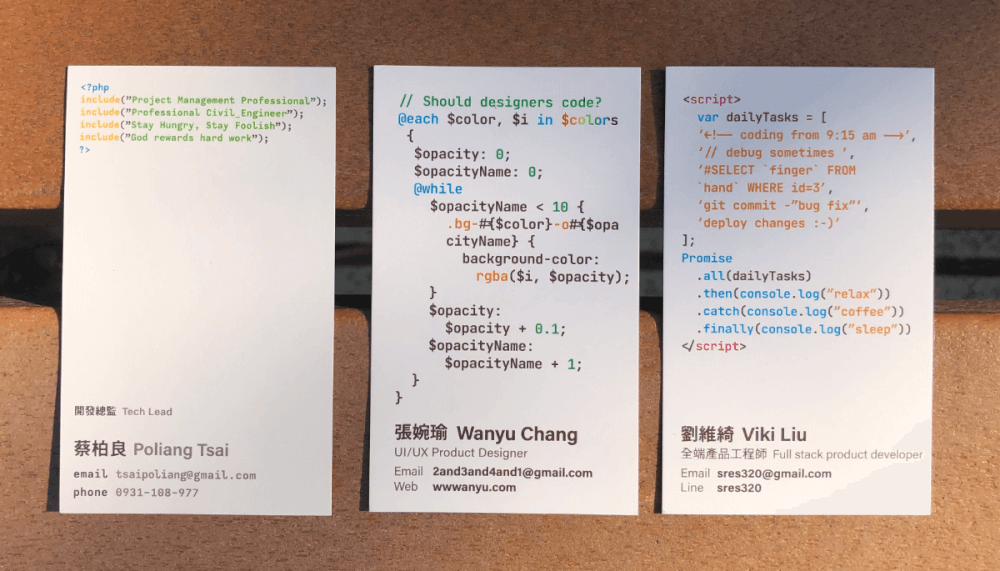 <?php
include("Project Management Professional");
include("Professional Civil_Engineer");
include("Stay Hungry, Stay Foolish");
include("God rewards hard work");
?>
開發總監 Tech Lead
蔡柏良 Poliang Tsai
email tsaipoliang@gmail.com
phone 0931-108-977
// Should designers code?
@each $color, $i in $colors
{
$opacity: 0;
$opacityName: 0;
@while
$opacityName < 10 {
.bg-#{$color}-o#{$opa
cityName} {
background-color:
rgba($i, $opacity);
}
$opacity:
$opacity + 0.1;
$opacityName:
$opacityName + 1;
}
}
張婉瑜 Wanyu Chang
UI/UX Product Designer
Email 2and3and4and1@gmail.com
Web wwwanyu.com
<script>
var dailyTasks = [
'<!-- coding from 9:15 am -->',
'// debug sometimes ',
'#SELECT `finger` FROM
`hand` WHERE id=3',
'git commit -"bug fix"',
'deploy changes :-)'
];
Promise
.all(dailyTasks)
.then(console.log("relax"))
.catch(console.log("coffee"))
.finally(console.log("sleep"))
</script>
劉維綺 Viki Liu
全端產品工程師 Full stack product developer
Email sres320@gmail.com
Line sres320